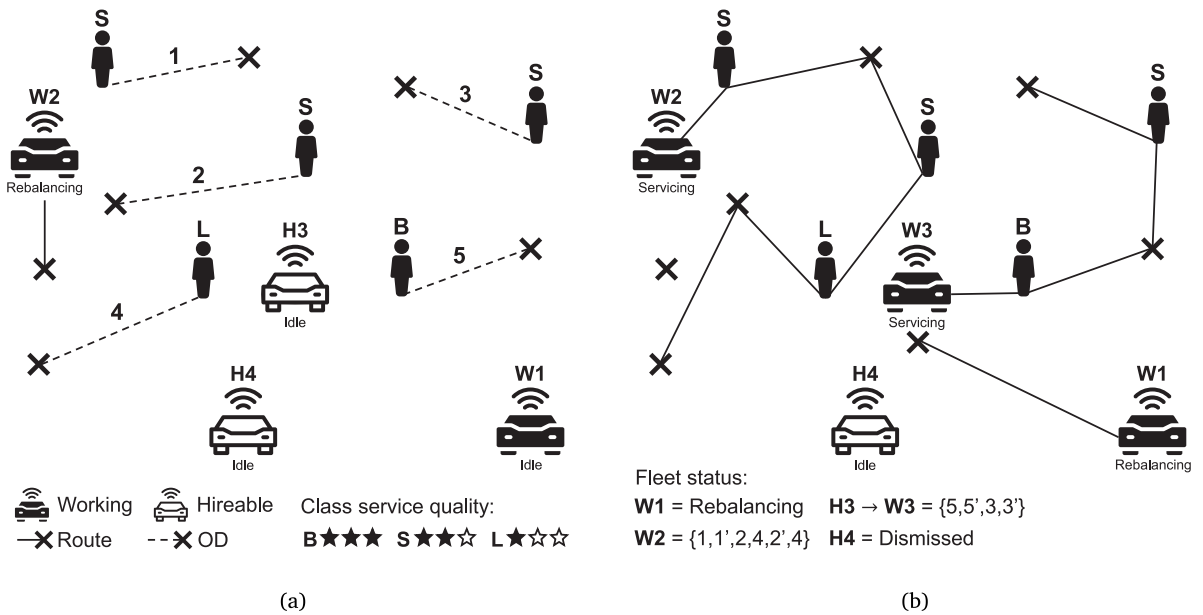 S
1
S
3
W2
S
Rebalancing
2
L
H3
B
5
4
Idle
H4
W1
Idle
Idle
Working
Hireable
Class service quality:
Route
OD
B★★★ S★★☆ L★☆☆
(a)
S
S
W2
S
Servicing
L
W3
B
Servicing
H4
W1
Idle
Rebalancing
Fleet status:
W1 = Rebalancing H3 → W3 = {5,5',3,3'}
W2 = {1,1',2,4,2',4} H4 = Dismissed
(b)